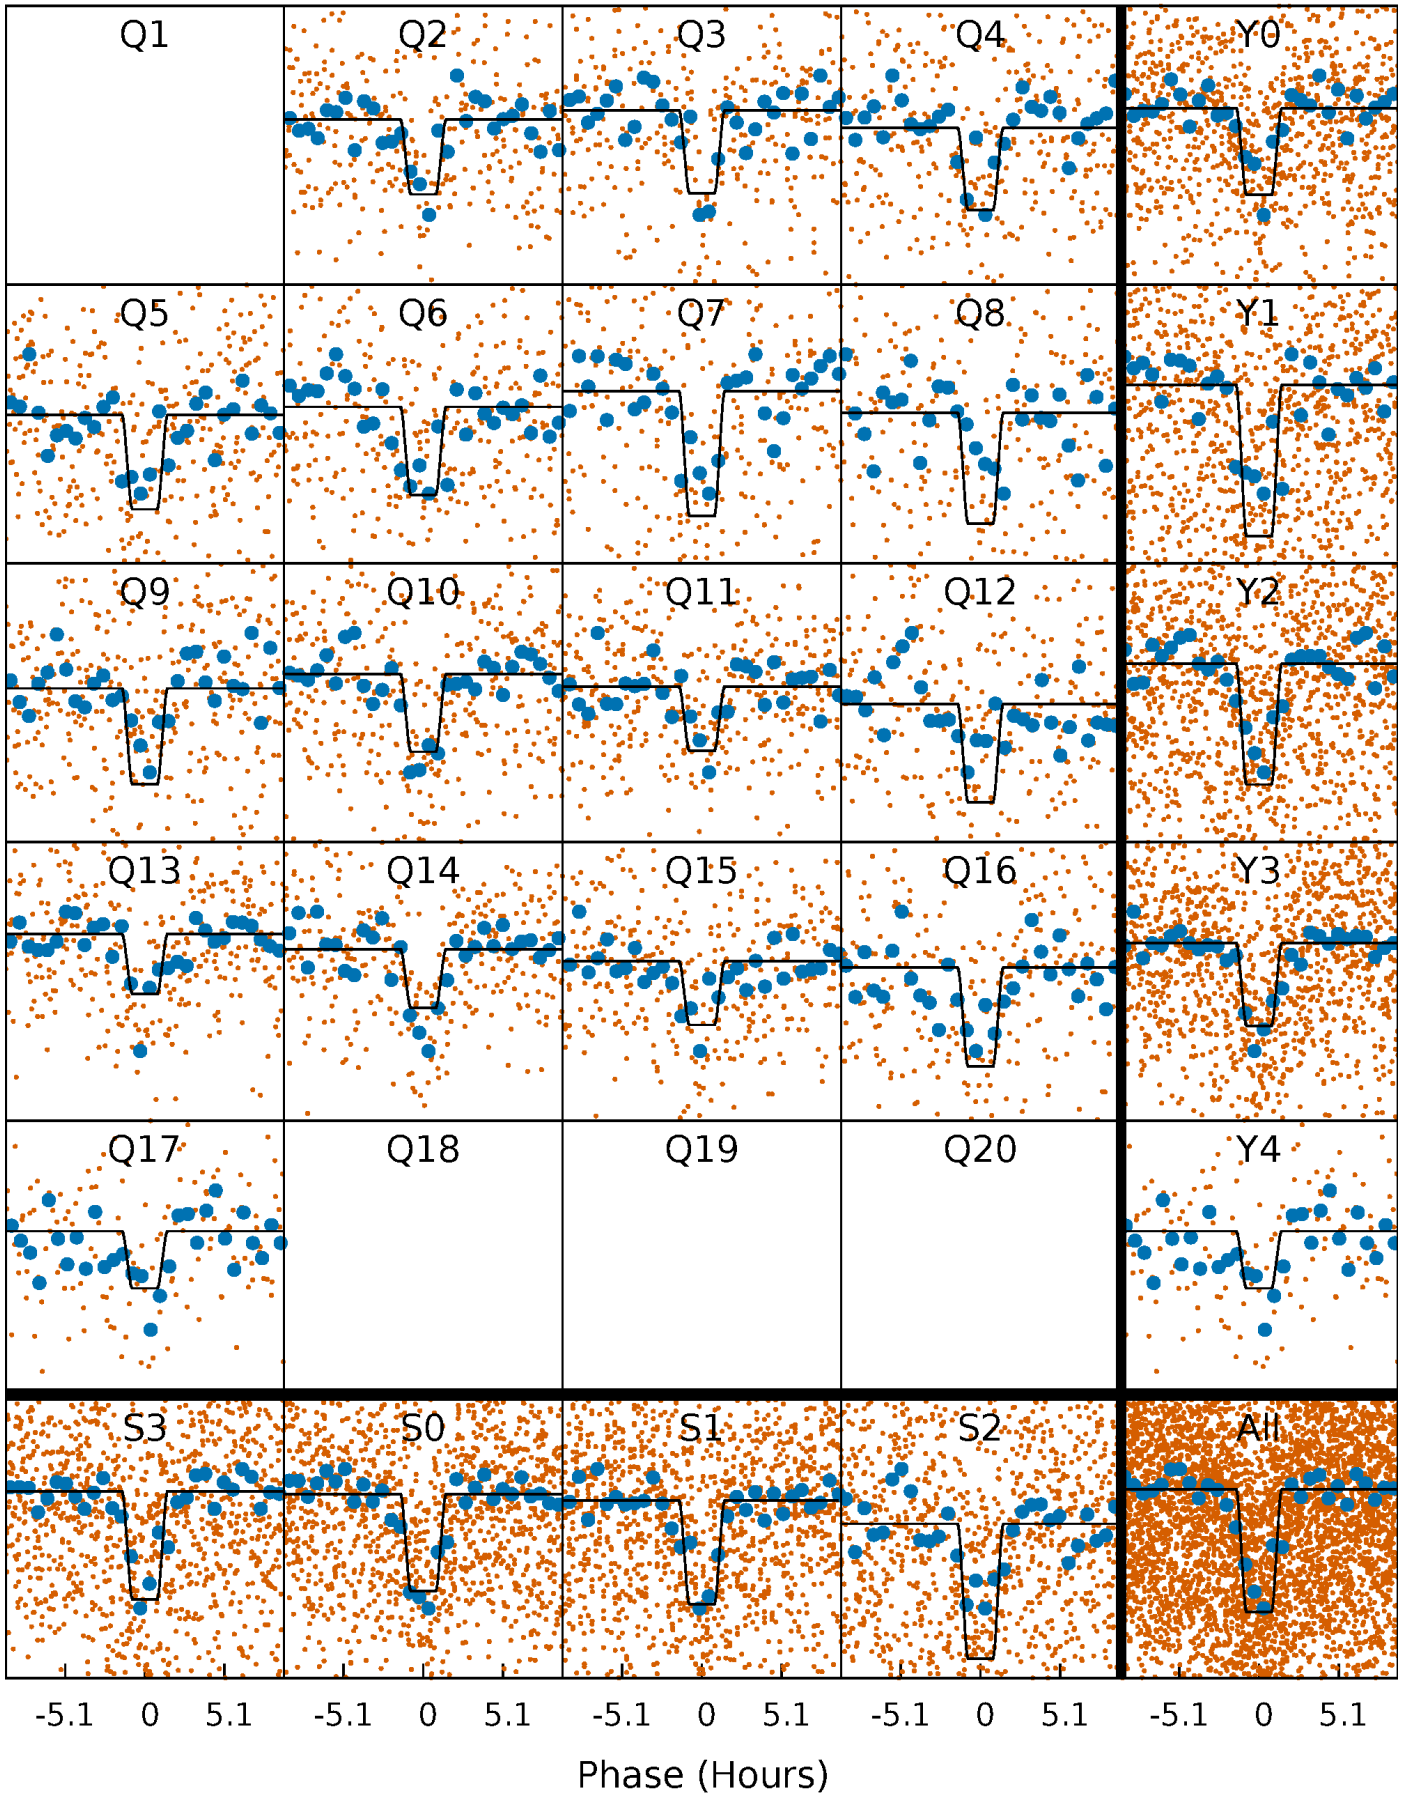 Q1 Q2 Q3 Q4 Y0
Q5 Q6 Q7 Q8 Y1
Q9 Q10 Q11 Q12 Y2
Q13 Q14 Q15 Q16 Y3
Q17 Q18 Q19 Q20 Y4
S3 S0 S1 S2 All
-5.1 0 5.1 -5.1 0 5.1 -5.1 0 5.1 -5.1 0 5.1 -5.1 0 5.1
Phase (Hours)